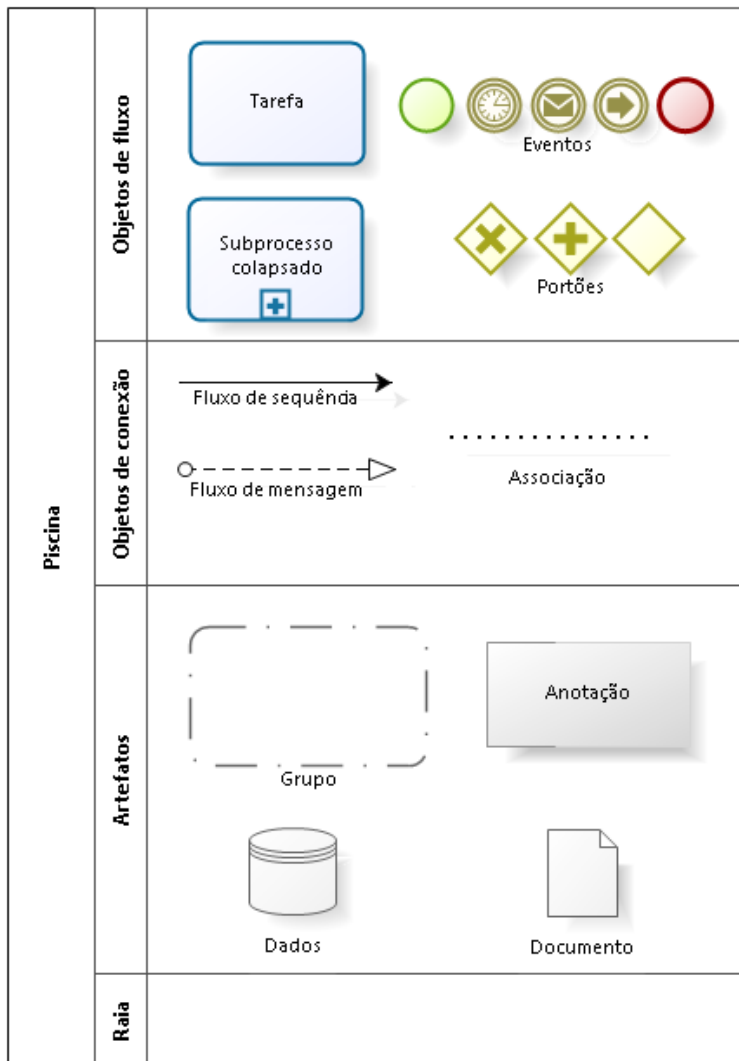 Piscina
Objetos de fluxo
Tarefa
Eventos
Subprocesso
colapsado
Portões
Objetos de conexão
Fluxo de sequência
Fluxo de mensagem
Associação
Artefatos
Grupo
Anotação
Dados
Documento
Raia